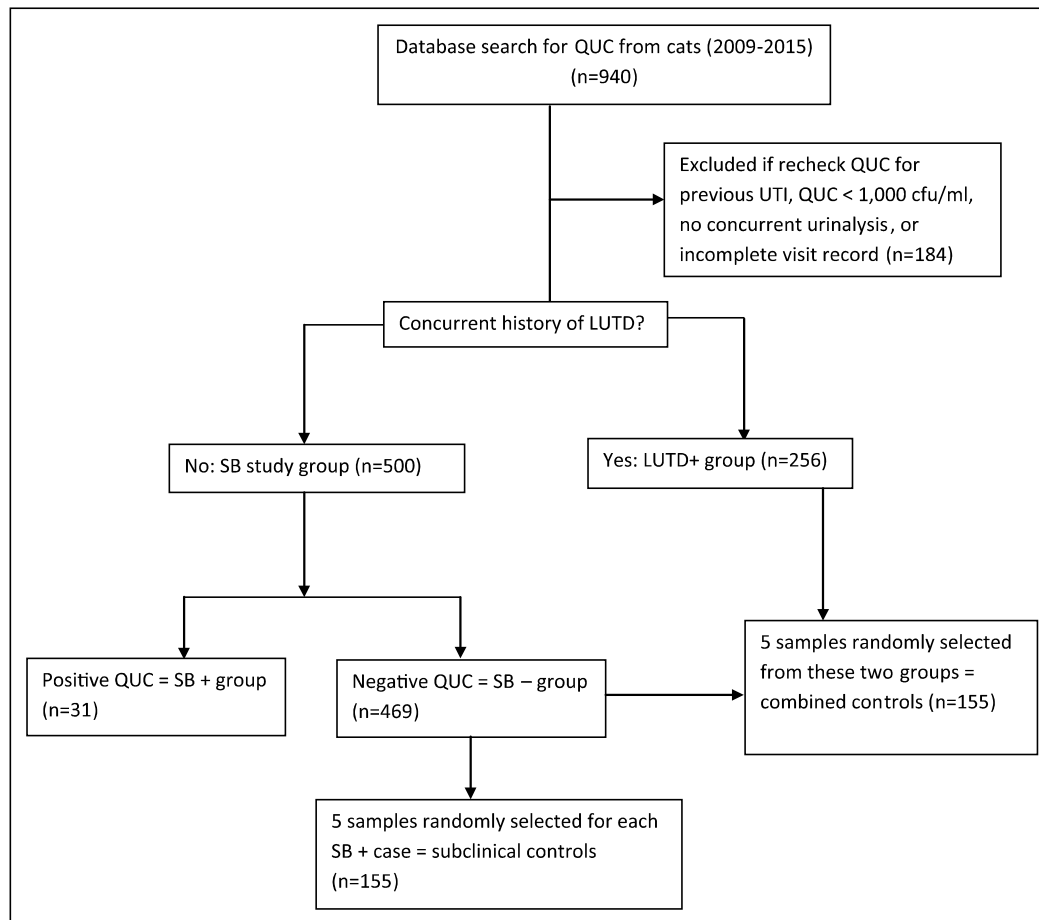 Database search for QUC from cats (2009-2015)
(n=940)
Excluded if recheck QUC for
previous UTI, QUC < 1,000 cfu/ml,
no concurrent urinalysis, or
incomplete visit record (n=184)
Concurrent history of LUTD?
No: SB study group (n=500)
Yes: LUTD+ group (n=256)
Positive QUC = SB + group
(n=31)
Negative QUC = SB – group
(n=469)
5 samples randomly selected
from these two groups =
combined controls (n=155)
5 samples randomly selected for each
SB + case = subclinical controls
(n=155)